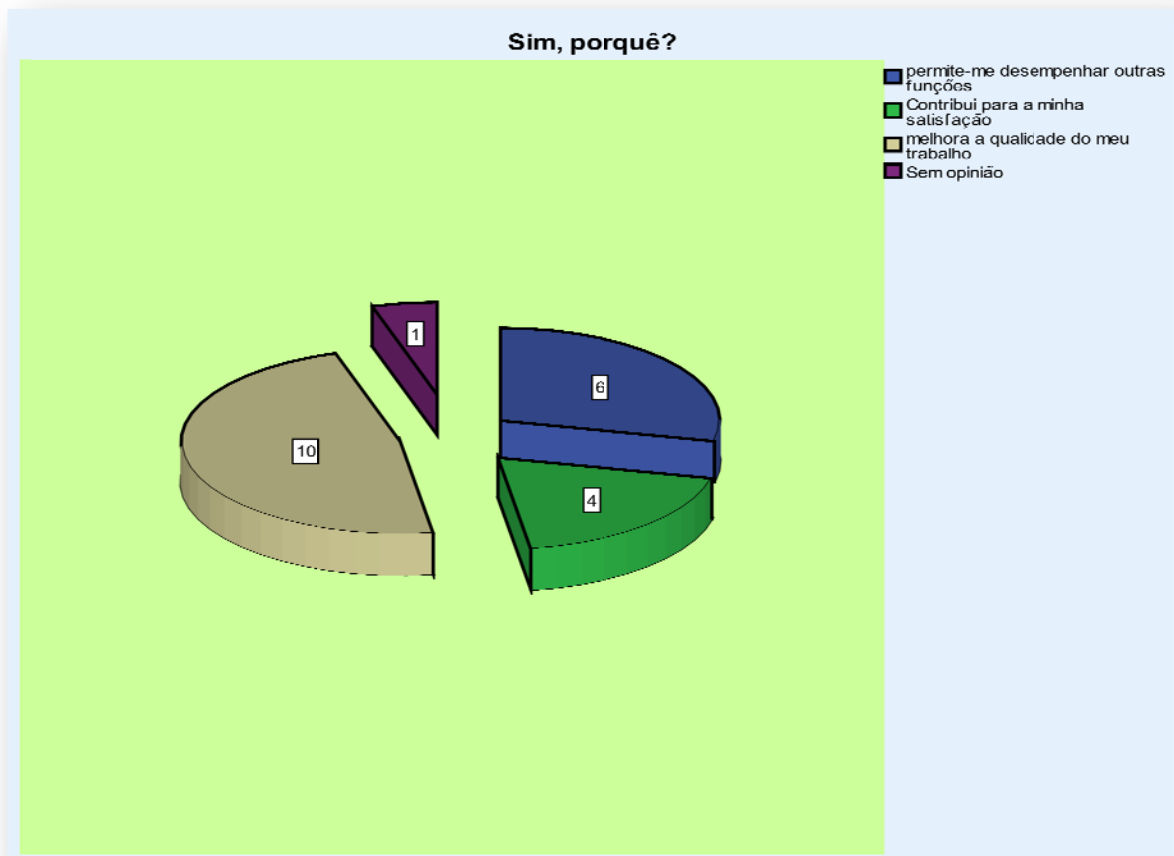 Sim, porquê?
permite-me desempenhar outras
funções
Contribui para a minha
satisfação
melhora a qualidade do meu
trabalho
Sem opinião
1
6
10
4